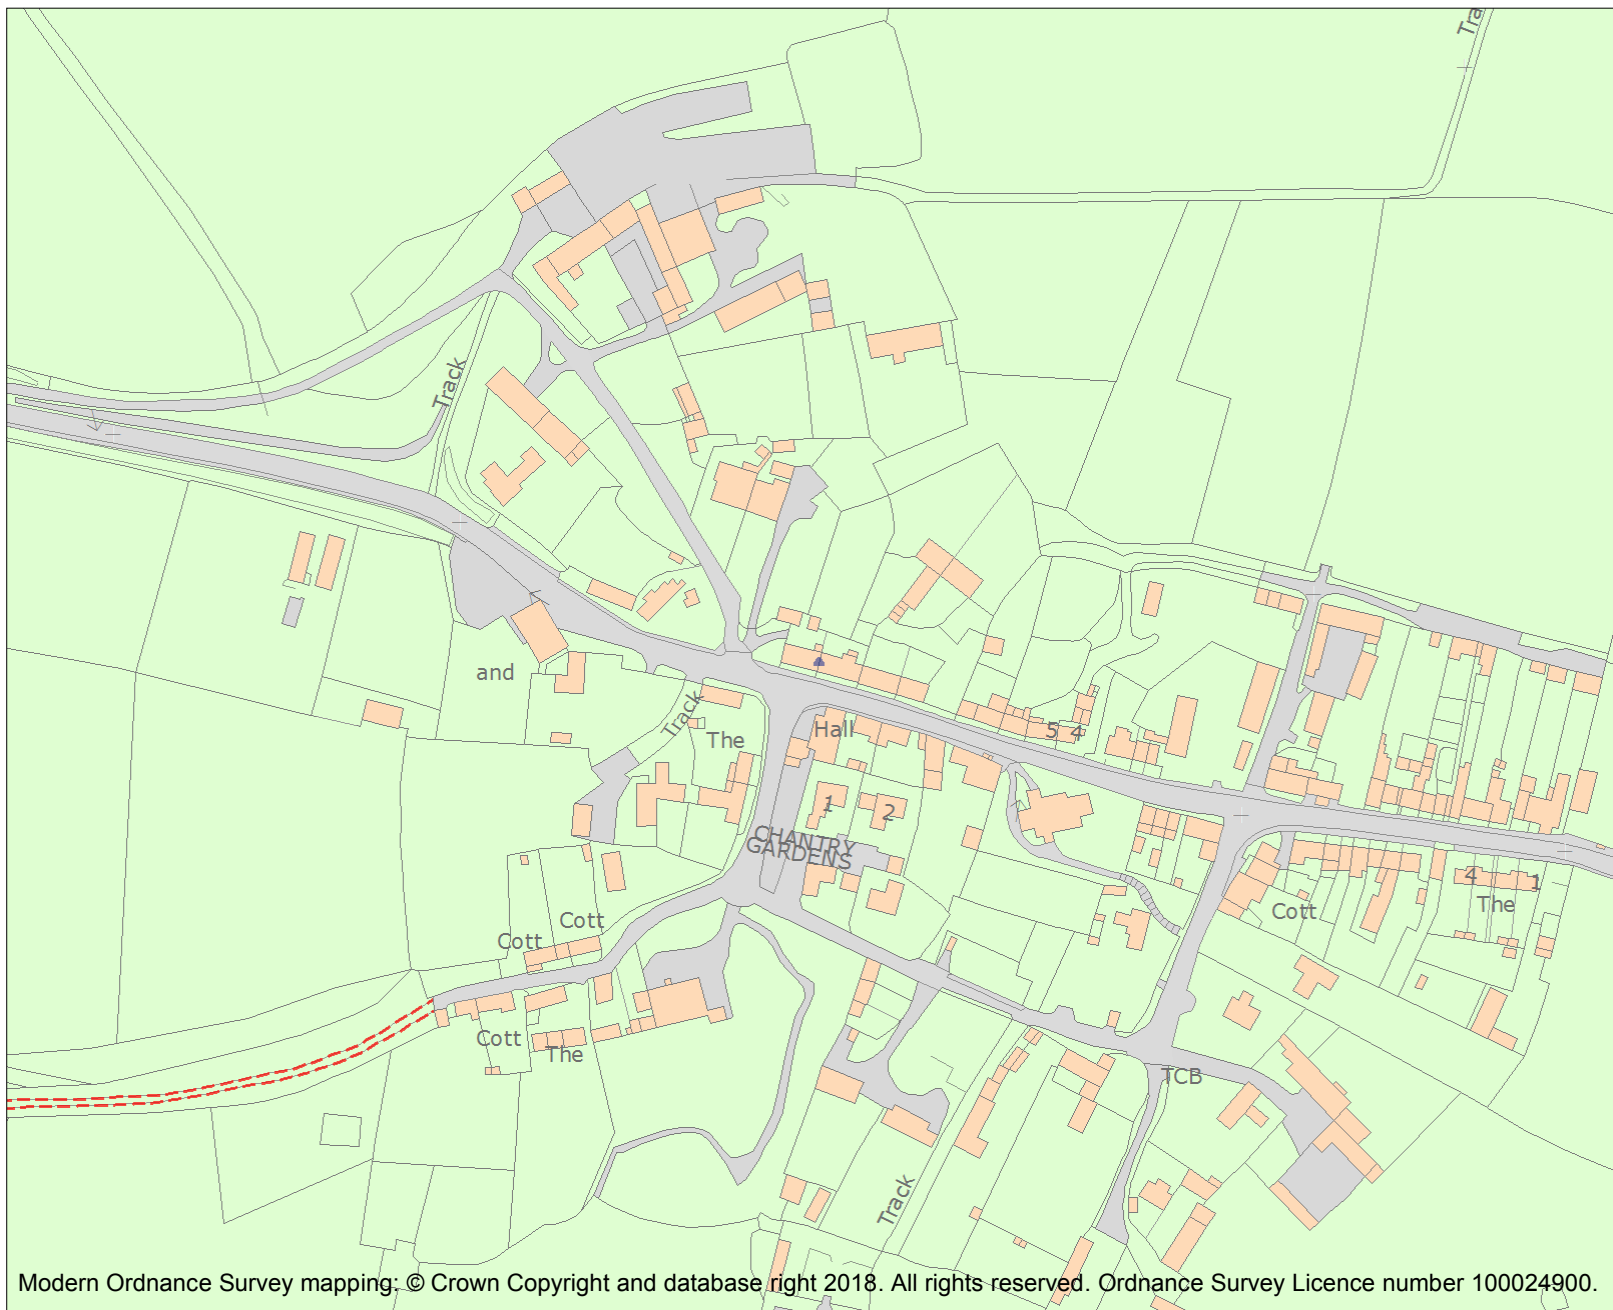 Tra
Track
and
Track
The
Hall
5 4
1
2
CHANTRY
GARDENS
Cott
Cott
Cott
The
Cott
4
1
The
TCB
Track
Modern Ordnance Survey mapping: © Crown Copyright and database right 2018. All rights reserved. Ordnance Survey Licence number 100024900.